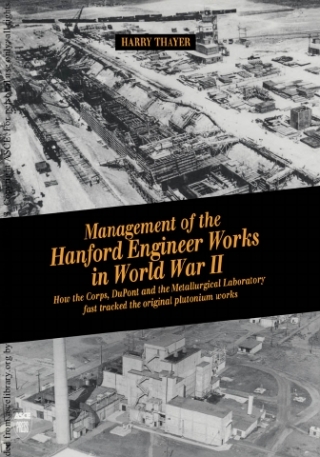 HARRY THAYER
Management of the
Hanford Engineer Works
in World War II
How the Corps, DuPont and the Metallurgical Laboratory
fast tracked the original plutonium works
ASCE